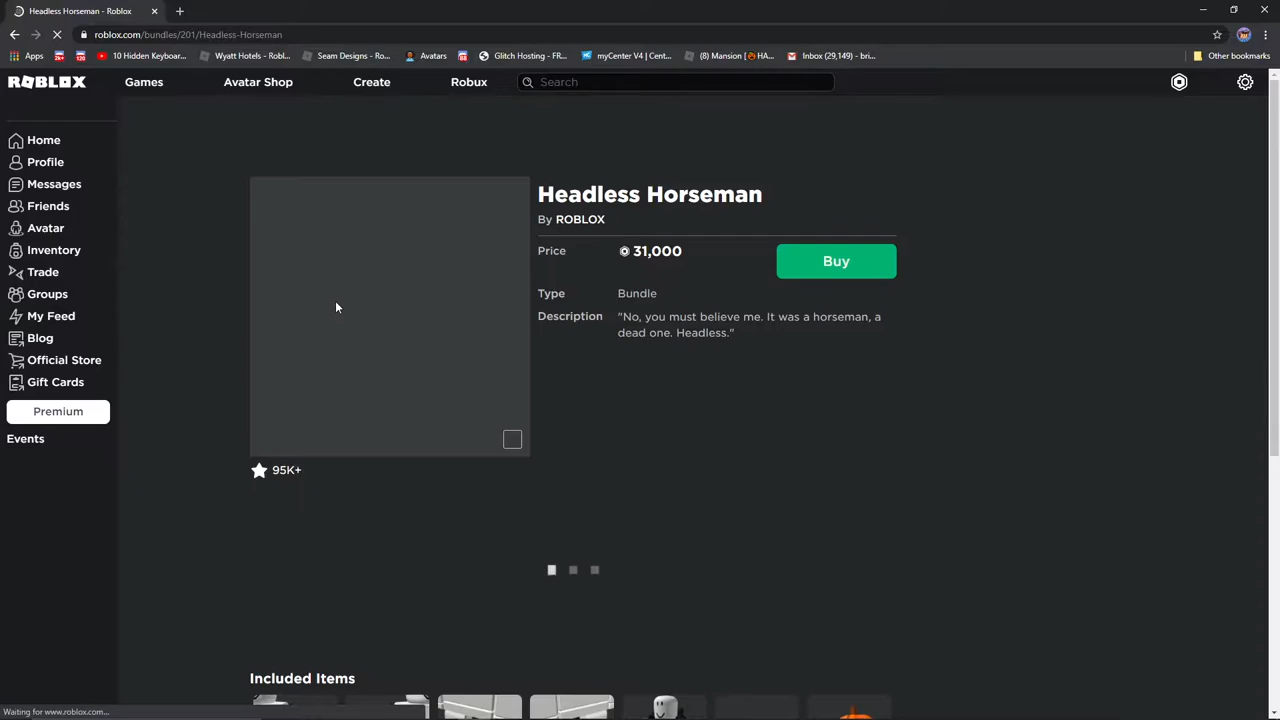 Headless Horseman - Roblox
roblox.com/bundles/201/Headless-Horseman
Apps 10 Hidden Keyboar... Wyatt Hotels - Robl... Seam Designs - Ro... Avatars Glitch Hosting - FR... myCenter V4 | Cent... (8) Mansion [🎃HA... Inbox (29,149) - bri... Other bookmarks
ROBLOX Games Avatar Shop Create Robux Search
Home
Profile
Messages
Friends
Avatar
Inventory
Trade
Groups
My Feed
Blog
Official Store
Gift Cards
Premium
Events
Headless Horseman
By ROBLOX
Price 31,000
Buy
Type Bundle
Description "No, you must believe me. It was a horseman, a
dead one. Headless."
95K+
Included Items
Waiting for www.roblox.com...